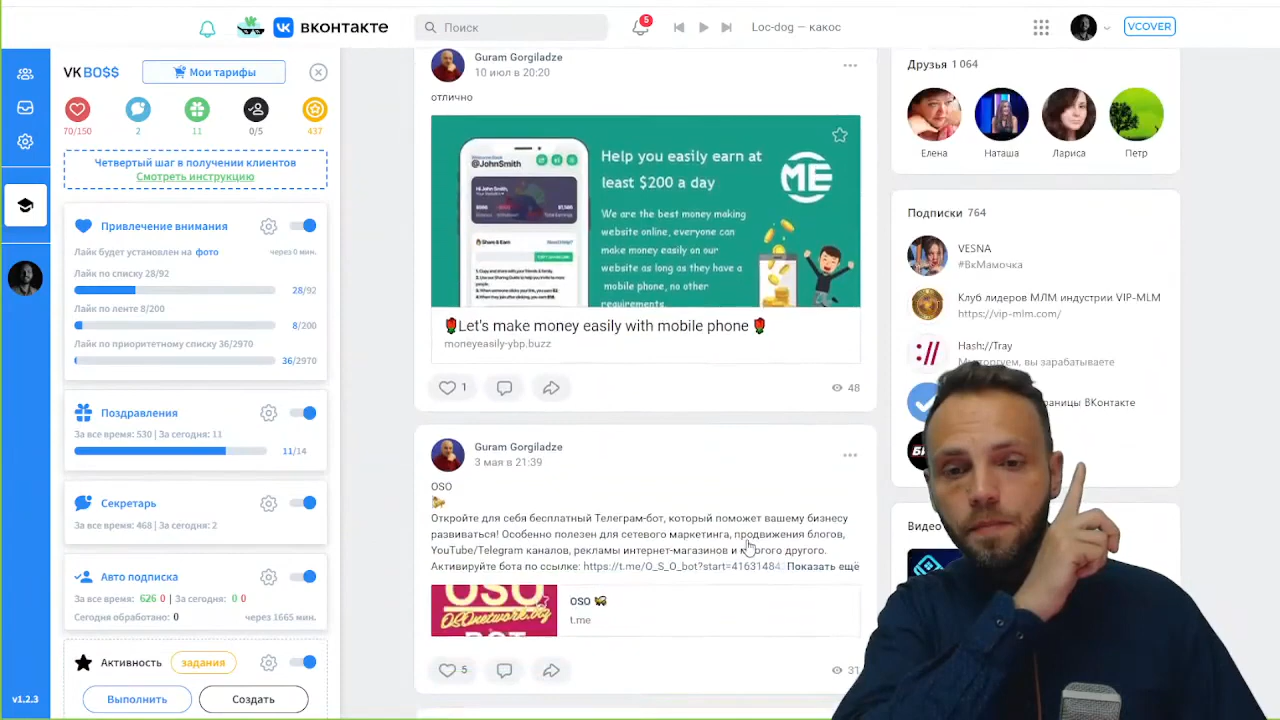 вконтакте
Поиск
5
Loc-dog — какос
VCOVER
VKBO$$
Мои тарифы
70/150
2
11
0/5
437
Четвертый шаг в получении клиентов
Смотреть инструкцию
Привлечение внимания
Лайк будет установлен на фото
через 0 мин.
Лайк по списку 28/92
28/92
Лайк по ленте 8/200
8/200
Лайк по приоритетному списку 36/2970
36/2970
Поздравления
За все время: 530 | За сегодня: 11
11/14
Секретарь
За все время: 468 | За сегодня: 2
Авто подписка
За все время: 626 0 | За сегодня: 0 0
Сегодня обработано: 0
через 1665 мин.
Активность
задания
Выполнить
Создать
v1.2.3
Guram Gorgiladze
10 июл в 20:20
отлично
@JohnSmith
Help you easily earn at
least $200 a day
ME
We are the best money making
website online, everyone can
make money easily on our
website as long as they have a
mobile phone, no other
requirements.
Let's make money easily with mobile phone
moneyeasily-ybp.buzz
1
48
Guram Gorgiladze
3 мая в 21:39
OSO
Откройте для себя бесплатный Телеграм-бот, который поможет вашему бизнесу
развиваться! Особенно полезен для сетевого маркетинга, продвижения блогов,
YouTube/Telegram каналов, рекламы интернет-магазинов и многого другого.
Активируйте бота по ссылке: https://t.me/O_S_O_bot?start=41631484
Показать ещё
OSO
t.me
5
31
Друзья 1 064
Елена
Наташа
Лариса
Петр
Подписки 764
VESNA
#ВкМамочка
Клуб лидеров МЛМ индустрии VIP-MLM
https://vip-mlm.com/
Hash://Tray
Мы торгуем, вы зарабатываете
ВКонтакте
Видео